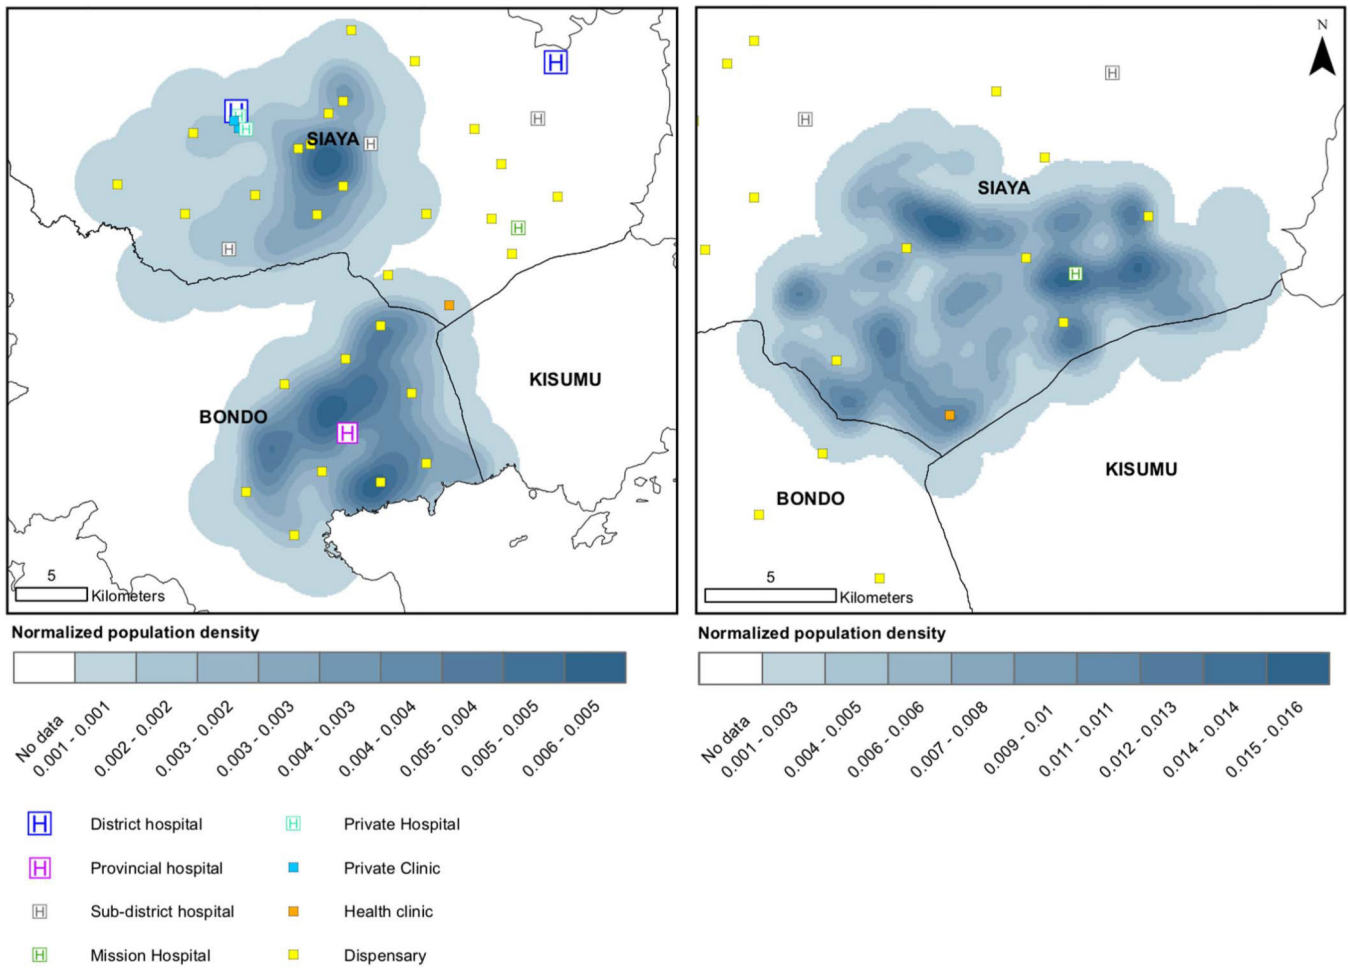 N
SIAYA
SIAYA
KISUMU
BONDO
KISUMU
BONDO
5
Kilometers
5
Kilometers
Normalized population density
No data
0.001 - 0.001
0.002 - 0.002
0.003 - 0.002
0.003 - 0.003
0.004 - 0.003
0.004 - 0.004
0.005 - 0.004
0.005 - 0.005
0.006 - 0.005
Normalized population density
No data
0.001 - 0.003
0.004 - 0.005
0.006 - 0.006
0.007 - 0.008
0.009 - 0.01
0.011 - 0.011
0.012 - 0.013
0.014 - 0.014
0.015 - 0.016
H District hospital
H Private Hospital
H Provincial hospital
Private Clinic
H Sub-district hospital
Health clinic
H Mission Hospital
Dispensary